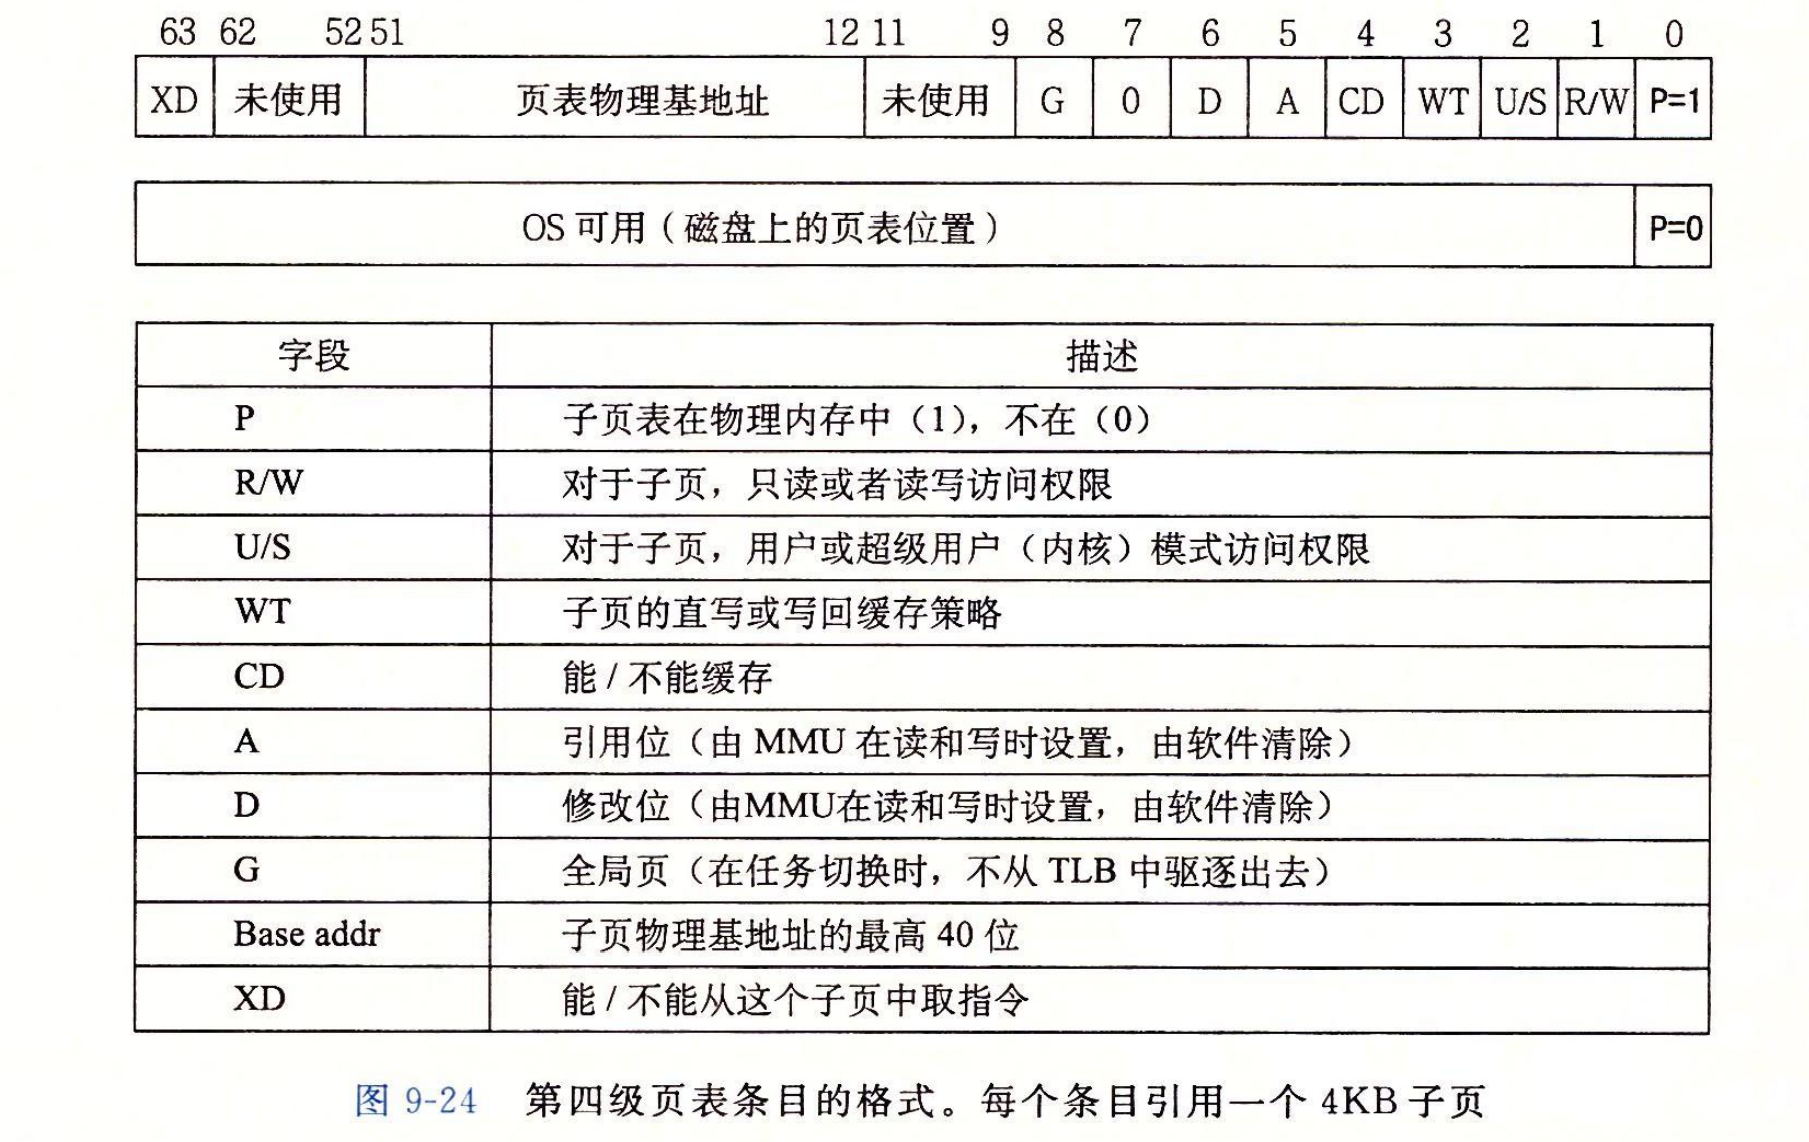 63 62 52 51 12 11 9 8 7 6 5 4 3 2 1 0
XD 未使用 页表物理基地址 未使用 G 0 D A CD WT U/S R/W P=1
OS 可用（磁盘上的页表位置） P=0
字段 描述
P 子页表在物理内存中（1），不在（0）
R/W 对于子页，只读或者读写访问权限
U/S 对于子页，用户或超级用户（内核）模式访问权限
WT 子页的直写或写回缓存策略
CD 能 / 不能缓存
A 引用位（由 MMU 在读和写时设置，由软件清除）
D 修改位（由MMU在读和写时设置，由软件清除）
G 全局页（在任务切换时，不从 TLB 中驱逐出去）
Base addr 子页物理基地址的最高 40 位
XD 能 / 不能从这个子页中取指令
图 9-24 第四级页表条目的格式。每个条目引用一个 4KB 子页